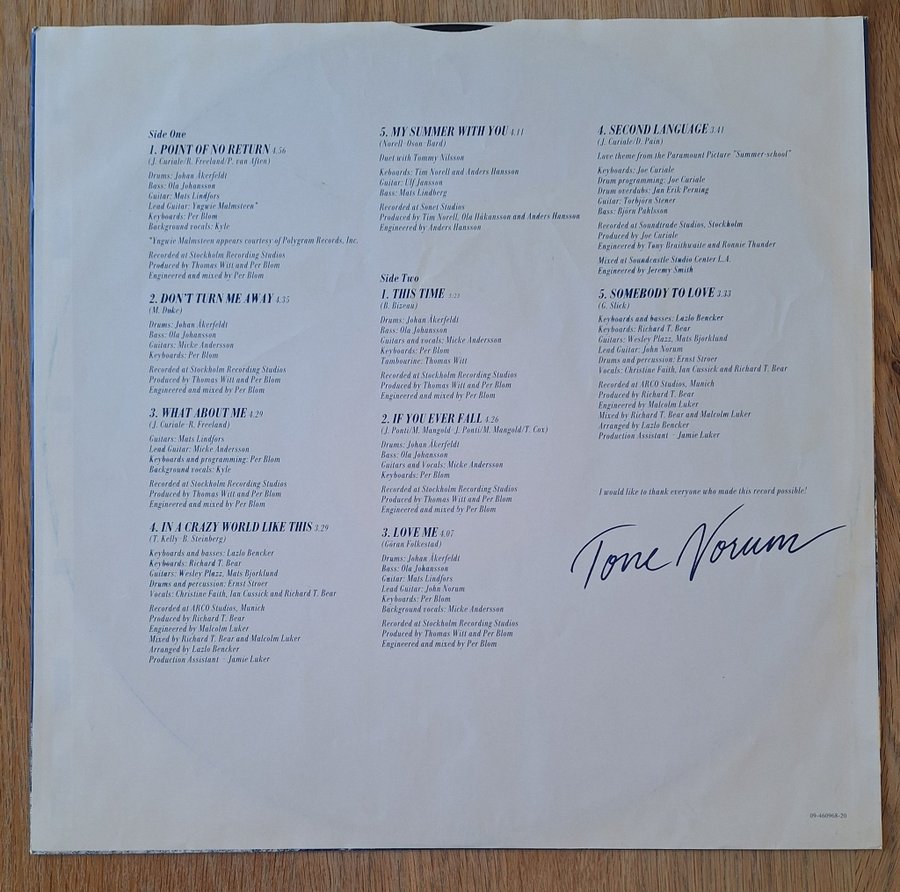 Side One
1. POINT OF NO RETURN 4.56
(J. Curiale/R. Freeland/P. van Aften)
Drums: Johan Åkerfeldt
Bass: Ola Johansson
Guitar: Mats Lindfors
Lead Guitar: Yngwie Malmsteen*
Keyboards: Per Blom
Background vocals: Kyle
*Yngwie Malmsteen appears courtesy of Polygram Records, Inc.
Recorded at Stockholm Recording Studios
Produced by Thomas Witt and Per Blom
Engineered and mixed by Per Blom
2. DON'T TURN ME AWAY 4.35
(M. Duke)
Drums: Johan Åkerfeldt
Bass: Ola Johansson
Guitars: Micke Andersson
Keyboards: Per Blom
Recorded at Stockholm Recording Studios
Produced by Thomas Witt and Per Blom
Engineered and mixed by Per Blom
3. WHAT ABOUT ME 4.29
(J. Curiale-R. Freeland)
Guitars: Mats Lindfors
Lead Guitar: Micke Andersson
Keyboards and programming: Per Blom
Background vocals: Kyle
Recorded at Stockholm Recording Studios
Produced by Thomas Witt and Per Blom
Engineered and mixed by Per Blom
4. IN A CRAZY WORLD LIKE THIS 3.29
(T. Kelly-B. Steinberg)
Keyboards and basses: Lazlo Bencker
Keyboards: Richard T. Bear
Guitars: Wesley Plazz, Mats Bjorklund
Drums and percussion: Ernst Stroer
Vocals: Christine Faith, Ian Cussick and Richard T. Bear
Recorded at ARCO Studios, Munich
Produced by Richard T. Bear
Engineered by Malcolm Luker
Mixed by Richard T. Bear and Malcolm Luker
Arranged by Lazlo Bencker
Production Assistant - Jamie Luker
5. MY SUMMER WITH YOU 4.11
(Norell-Oson-Bard)
Duet with Tommy Nilsson
Keboards: Tim Norell and Anders Hansson
Guitar: Ulf Jansson
Bass: Mats Lindberg
Recorded at Sonet Studios
Produced by Tim Norell, Ola Håkansson and Anders Hansson
Engineered by Anders Hansson
Side Two
1. THIS TIME 3.23
(B. Bizeau)
Drums: Johan Åkerfeldt
Bass: Ola Johansson
Guitars and vocals: Micke Andersson
Keyboards: Per Blom
Tambourine: Thomas Witt
Recorded at Stockholm Recording Studios
Produced by Thomas Witt and Per Blom
Engineered and mixed by Per Blom
2. IF YOU EVER FALL 4.26
(J. Ponti/M. Mangold-J. Ponti/M. Mangold/T. Cox)
Drums: Johan Åkerfeldt
Bass: Ola Johansson
Guitars and Vocals: Micke Andersson
Keyboards: Per Blom
Recorded at Stockholm Recording Studios
Produced by Thomas Witt and Per Blom
Engineered and mixed by Per Blom
3. LOVE ME 4.07
(Göran Folkestad)
Drums: Johan Åkerfeldt
Bass: Ola Johansson
Guitar: Mats Lindfors
Lead Guitar: John Norum
Keyboards: Per Blom
Background vocals: Micke Andersson
Recorded at Stockholm Recording Studios
Produced by Thomas Witt and Per Blom
Engineered and mixed by Per Blom
4. SECOND LANGUAGE 3.41
(J. Curiale/D. Pain)
Love theme from the Paramount Picture "Summer-school"
Keyboards: Joe Curiale
Drum programming: Joe Curiale
Drum overdubs: Jan Erik Perning
Guitar: Torbjörn Stener
Bass: Björn Påhlsson
Recorded at Soundtrade Studios, Stockholm
Produced by Joe Curiale
Engineered by Tony Braithwaite and Ronnie Thunder
Mixed at Soundcastle Studio Center L.A.
Engineered by Jeremy Smith
5. SOMEBODY TO LOVE 3.33
(G. Slick)
Keyboards and basses: Lazlo Bencker
Keyboards: Richard T. Bear
Guitars: Wesley Plazz, Mats Bjorklund
Lead Guitar: John Norum
Drums and percussion: Ernst Stroer
Vocals: Christine Faith, Ian Cussick and Richard T. Bear
Recorded at ARCO Studios, Munich
Produced by Richard T. Bear
Engineered by Malcolm Luker
Mixed by Richard T. Bear and Malcolm Luker
Arranged by Lazlo Bencker
Production Assistant - Jamie Luker
I would like to thank everyone who made this record possible!
Tone Norum
09-460968-20